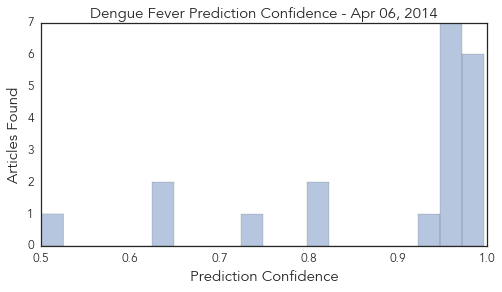 Dengue Fever Prediction Confidence - Apr 06, 2014
7
6
5
4
3
2
1
0
Articles Found
0.5 0.6 0.7 0.8 0.9 1.0
Prediction Confidence